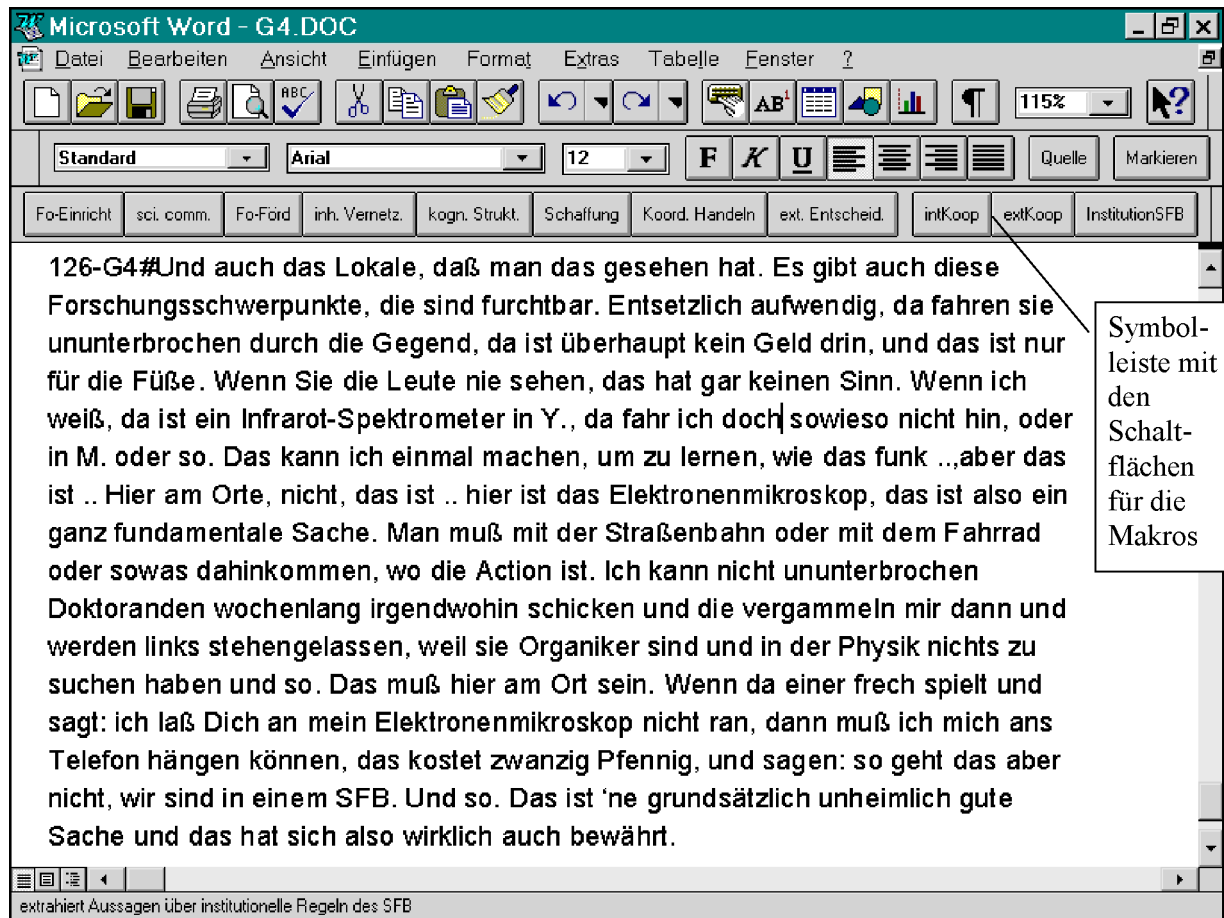 Microsoft Word - G4.DOC
Datei Bearbeiten Ansicht Einfügen Format Extras Tabelle Fenster ?
ABC AB¹ 115% ?
Standard Arial 12 F K U Quelle Markieren
Fo-Einricht sci. comm. Fo-Förd inh. Vernetz. kogn. Strukt. Schaffung Koord. Handeln ext. Entscheid. intKoop extKoop InstitutionSFB
126-G4#Und auch das Lokale, daß man das gesehen hat. Es gibt auch diese
Forschungsschwerpunkte, die sind furchtbar. Entsetzlich aufwendig, da fahren sie
ununterbrochen durch die Gegend, da ist überhaupt kein Geld drin, und das ist nur
für die Füße. Wenn Sie die Leute nie sehen, das hat gar keinen Sinn. Wenn ich
weiß, da ist ein Infrarot-Spektrometer in Y., da fahr ich doch sowieso nicht hin, oder
in M. oder so. Das kann ich einmal machen, um zu lernen, wie das funk ..,aber das
ist .. Hier am Orte, nicht, das ist .. hier ist das Elektronenmikroskop, das ist also ein
ganz fundamentale Sache. Man muß mit der Straßenbahn oder mit dem Fahrrad
oder sowas dahinkommen, wo die Action ist. Ich kann nicht ununterbrochen
Doktoranden wochenlang irgendwohin schicken und die vergammeln mir dann und
werden links stehengelassen, weil sie Organiker sind und in der Physik nichts zu
suchen haben und so. Das muß hier am Ort sein. Wenn da einer frech spielt und
sagt: ich laß Dich an mein Elektronenmikroskop nicht ran, dann muß ich mich ans
Telefon hängen können, das kostet zwanzig Pfennig, und sagen: so geht das aber
nicht, wir sind in einem SFB. Und so. Das ist ‘ne grundsätzlich unheimlich gute
Sache und das hat sich also wirklich auch bewährt.
Symbol-
leiste mit
den
Schalt-
flächen
für die
Makros
extrahiert Aussagen über institutionelle Regeln des SFB